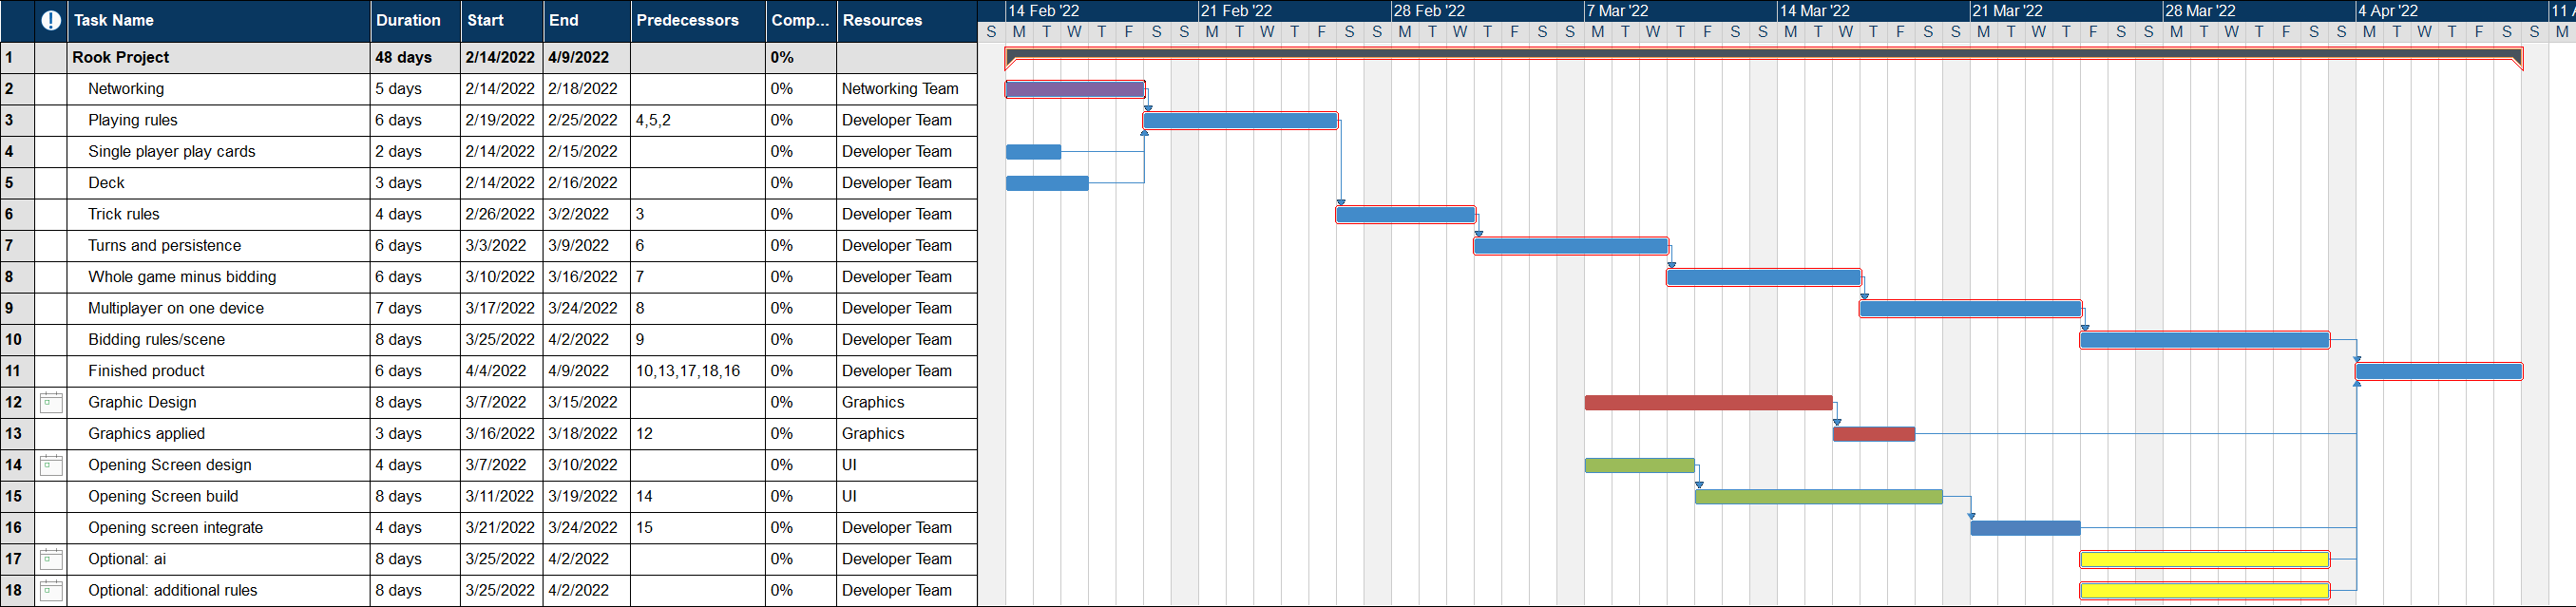 ! Task Name Duration Start End Predecessors Comp... Resources 14 Feb '22 21 Feb '22 28 Feb '22 7 Mar '22 14 Mar '22 21 Mar '22 28 Mar '22 4 Apr '22 11 A
S M T W T F S S M T W T F S S M T W T F S S M T W T F S S M T W T F S S M T W T F S S M T W T F S S M T W T F S S M
1 Rook Project 48 days 2/14/2022 4/9/2022 0%
2 Networking 5 days 2/14/2022 2/18/2022 0% Networking Team
3 Playing rules 6 days 2/19/2022 2/25/2022 4,5,2 0% Developer Team
4 Single player play cards 2 days 2/14/2022 2/15/2022 0% Developer Team
5 Deck 3 days 2/14/2022 2/16/2022 0% Developer Team
6 Trick rules 4 days 2/26/2022 3/2/2022 3 0% Developer Team
7 Turns and persistence 6 days 3/3/2022 3/9/2022 6 0% Developer Team
8 Whole game minus bidding 6 days 3/10/2022 3/16/2022 7 0% Developer Team
9 Multiplayer on one device 7 days 3/17/2022 3/24/2022 8 0% Developer Team
10 Bidding rules/scene 8 days 3/25/2022 4/2/2022 9 0% Developer Team
11 Finished product 6 days 4/4/2022 4/9/2022 10,13,17,18,16 0% Developer Team
12 Graphic Design 8 days 3/7/2022 3/15/2022 0% Graphics
13 Graphics applied 3 days 3/16/2022 3/18/2022 12 0% Graphics
14 Opening Screen design 4 days 3/7/2022 3/10/2022 0% UI
15 Opening Screen build 8 days 3/11/2022 3/19/2022 14 0% UI
16 Opening screen integrate 4 days 3/21/2022 3/24/2022 15 0% Developer Team
17 Optional: ai 8 days 3/25/2022 4/2/2022 0% Developer Team
18 Optional: additional rules 8 days 3/25/2022 4/2/2022 0% Developer Team